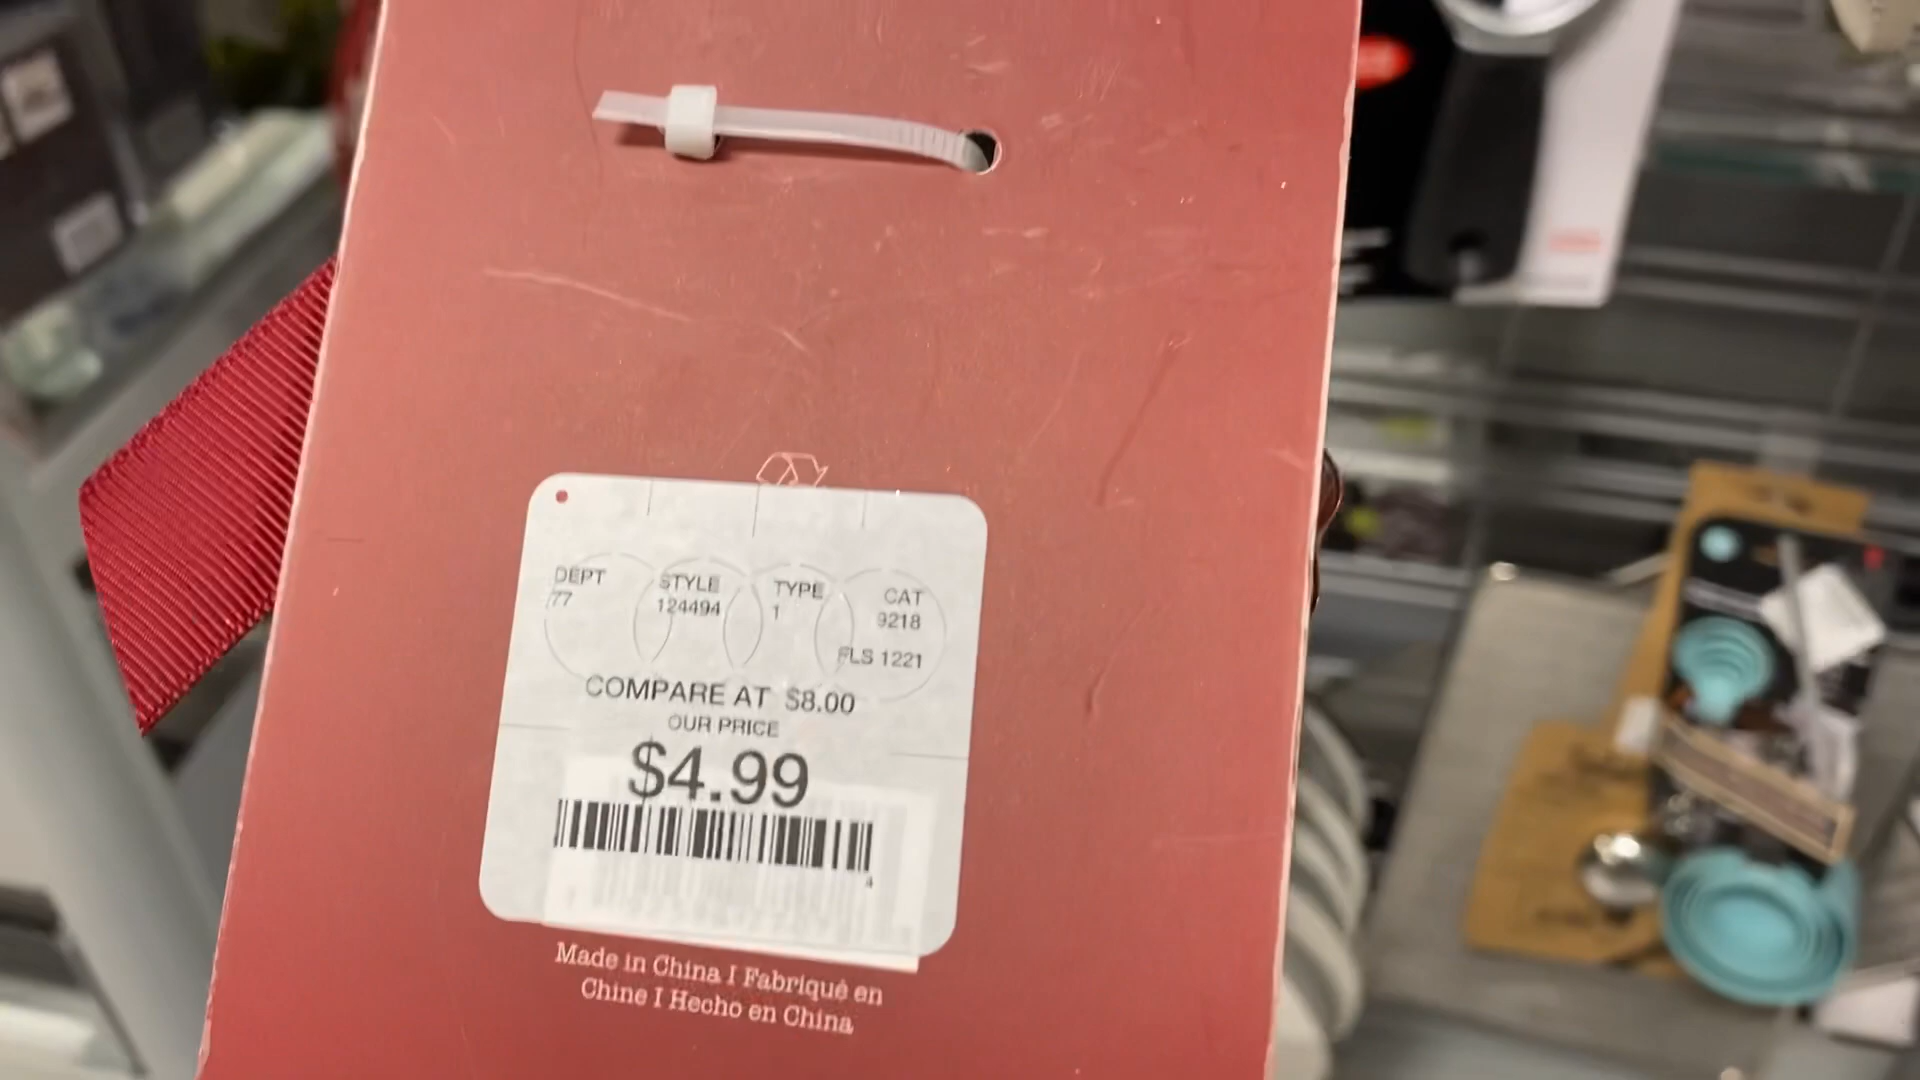 DEPT STYLE TYPE CAT
77 124494 1 9218
FLS 1221
COMPARE AT $8.00
OUR PRICE
$4.99
4
Made in China I Fabriqué en
Chine I Hecho en China